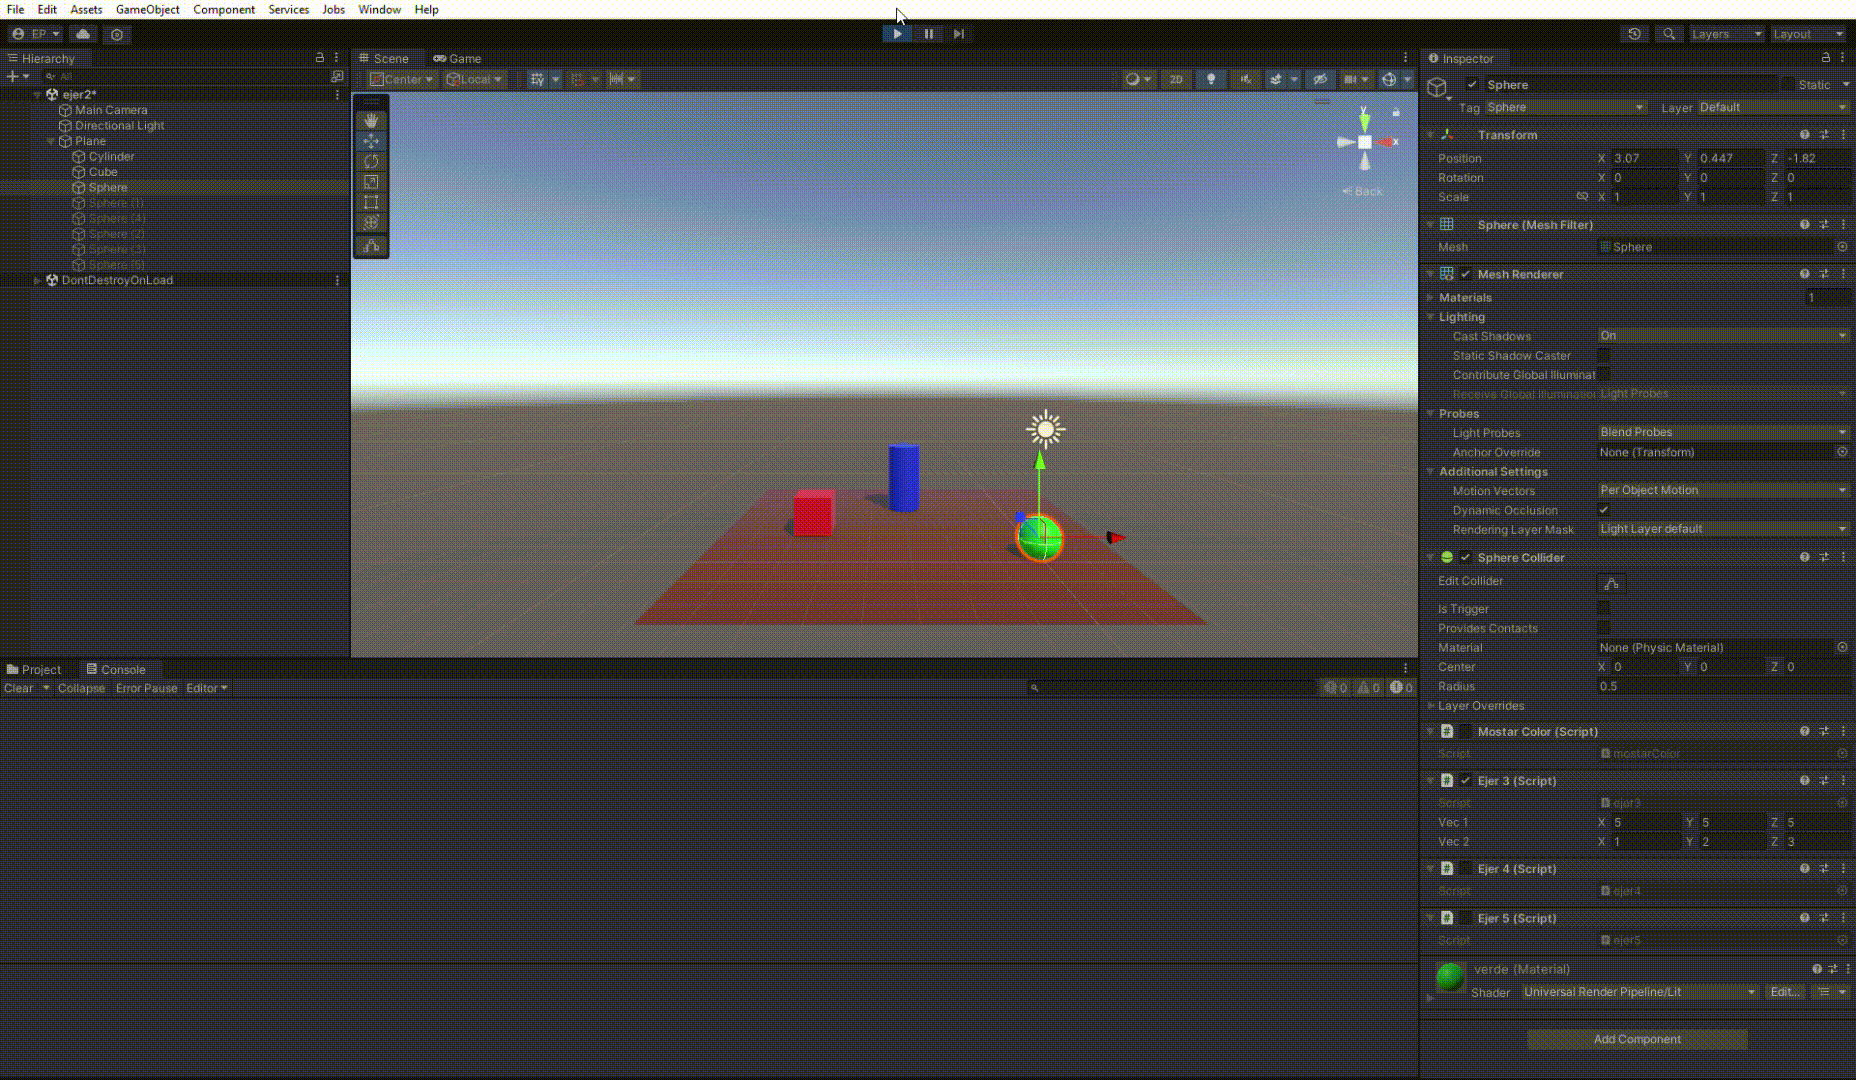 File Edit Assets GameObject Component Services Jobs Window Help
EP Layers Layout
Hierarchy
All
ejer2*
Main Camera
Directional Light
Plane
Cylinder
Cube
Sphere
Sphere (1)
Sphere (4)
Sphere (2)
Sphere (3)
Sphere (5)
DontDestroyOnLoad
Scene Game
Center Local 2D
y
x
Back
Project Console
Clear Collapse Error Pause Editor 0 0 0
Inspector
Sphere Static
Tag Sphere Layer Default
Transform
Position X 3.07 Y 0.447 Z -1.82
Rotation X 0 Y 0 Z 0
Scale X 1 Y 1 Z 1
Sphere (Mesh Filter)
Mesh Sphere
Mesh Renderer
Materials 1
Lighting
Cast Shadows On
Static Shadow Caster
Contribute Global Illuminat
Receive Global Illumination Light Probes
Probes
Light Probes Blend Probes
Anchor Override None (Transform)
Additional Settings
Motion Vectors Per Object Motion
Dynamic Occlusion
Rendering Layer Mask Light Layer default
Sphere Collider
Edit Collider
Is Trigger
Provides Contacts
Material None (Physic Material)
Center X 0 Y 0 Z 0
Radius 0.5
Layer Overrides
Mostar Color (Script)
Script mostarColor
Ejer 3 (Script)
Script ejer3
Vec 1 X 5 Y 5 Z 5
Vec 2 X 1 Y 2 Z 3
Ejer 4 (Script)
Script ejer4
Ejer 5 (Script)
Script ejer5
verde (Material)
Shader Universal Render Pipeline/Lit Edit...
Add Component